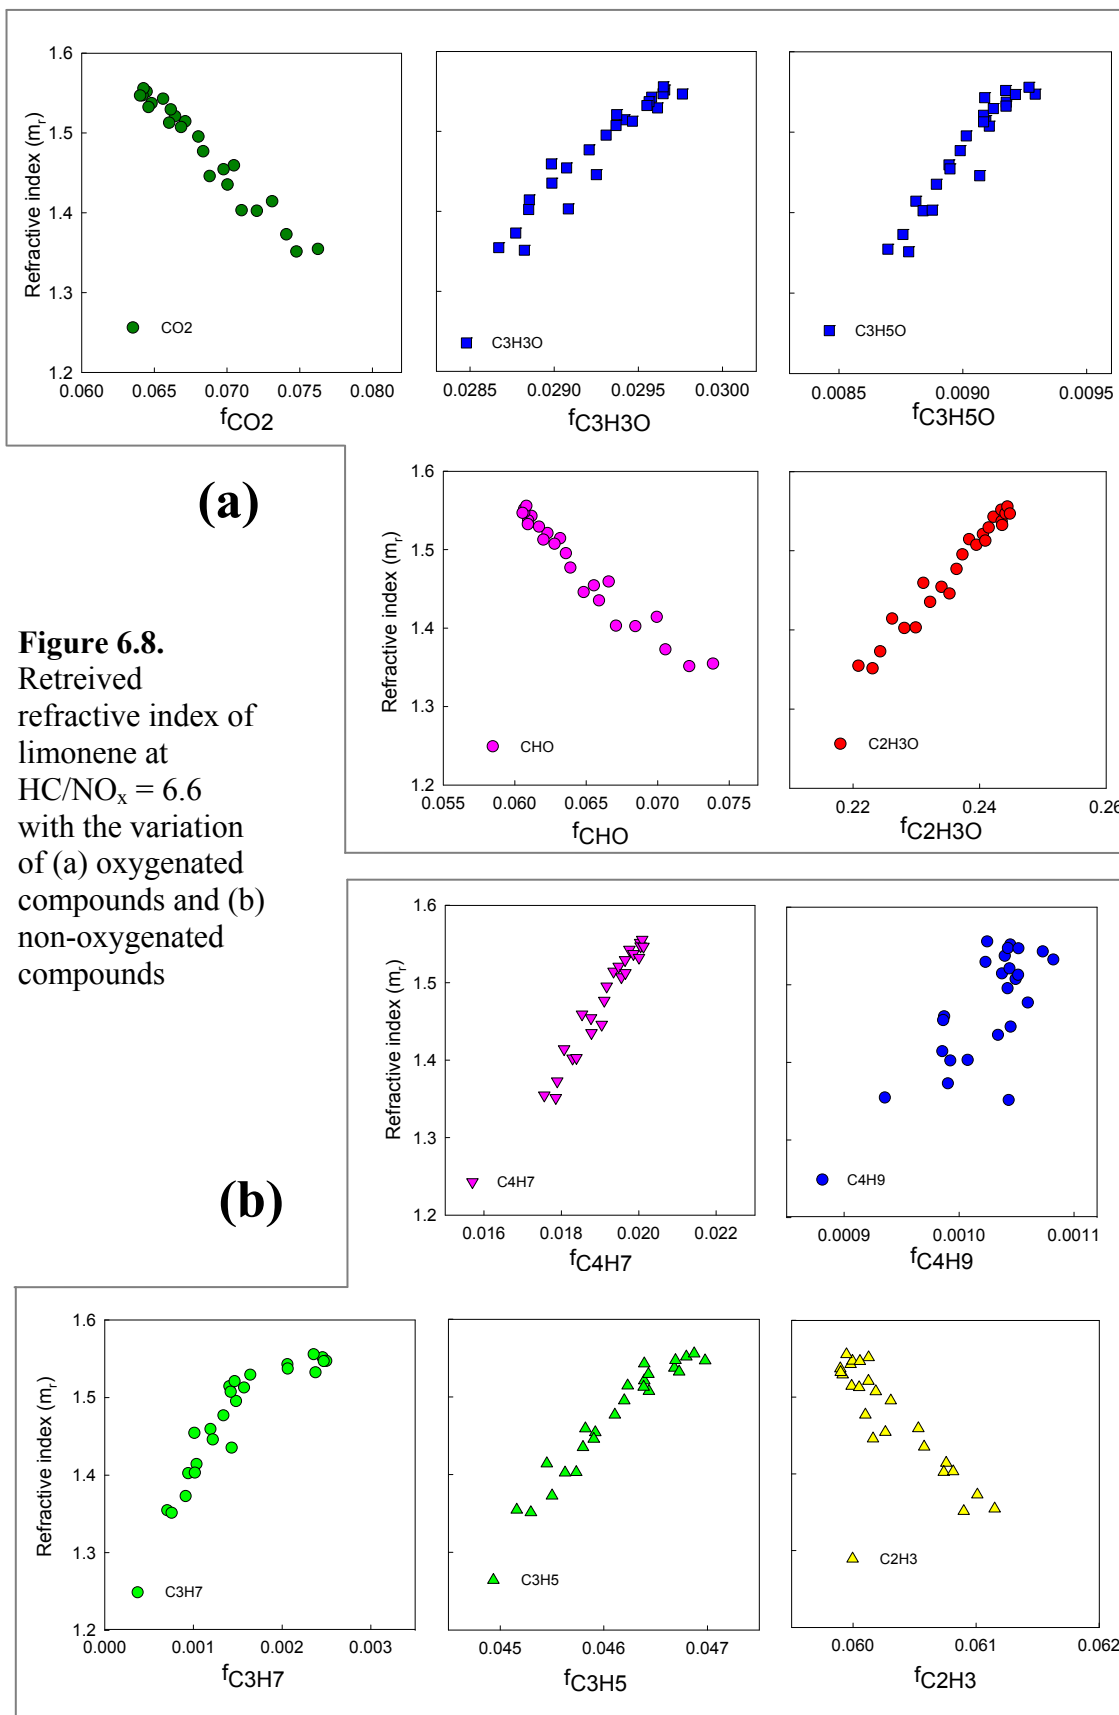 1.6
1.5
1.4
1.3
1.2
Refractive index (mr)
CO2
C3H3O
C3H5O
0.060 0.065 0.070 0.075 0.080
0.0285 0.0290 0.0295 0.0300
0.0085 0.0090 0.0095
fCO2
fC3H3O
fC3H5O
(a)
1.6
1.5
1.4
1.3
1.2
Refractive index (mr)
CHO
C2H3O
0.055 0.060 0.065 0.070 0.075
0.22 0.24 0.26
fCHO
fC2H3O
Figure 6.8.
Retreived
refractive index of
limonene at
HC/NOx = 6.6
with the variation
of (a) oxygenated
compounds and (b)
non-oxygenated
compounds
1.6
1.5
1.4
1.3
1.2
Refractive index (mr)
C4H7
C4H9
0.016 0.018 0.020 0.022
0.0009 0.0010 0.0011
fC4H7
fC4H9
(b)
1.6
1.5
1.4
1.3
1.2
Refractive index (mr)
C3H7
C3H5
C2H3
0.000 0.001 0.002 0.003
0.045 0.046 0.047
0.060 0.061 0.062
fC3H7
fC3H5
fC2H3